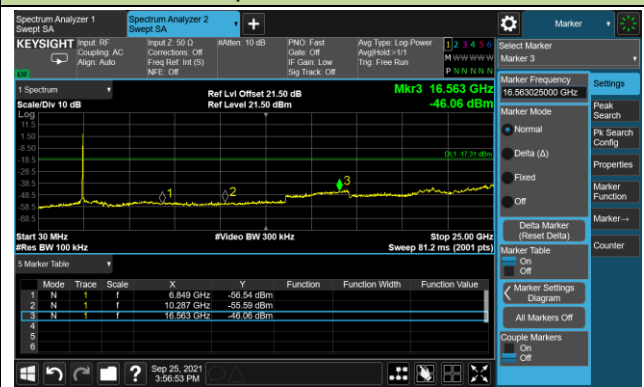 Spectrum Analyzer 1
Swept SA
Spectrum Analyzer 2
Swept SA
Marker
KEYSIGHT
Input: RF
Coupling: AC
Align: Auto
Input Z: 50 Ω
Corrections: Off
Freq Ref: Int (S)
NFE: Off
#Atten: 10 dB
PNO: Fast
Gate: Off
IF Gain: Low
Sig Track: Off
Avg Type: Log-Power
Avg|Hold:>1/1
Trig: Free Run
1 2 3 4 5 6
M W W W W W
P N N N N N
LXI
Select Marker
Marker 3
1 Spectrum
Scale/Div 10 dB
Log
Ref Lvl Offset 21.50 dB
Ref Level 21.50 dBm
Mkr3 16.563 GHz
-46.06 dBm
11.5
1.50
-8.50
-18.5
-28.5
-38.5
-48.5
-58.5
-68.5
DL1 -17.31 dBm
1
2
3
Start 30 MHz
#Res BW 100 kHz
#Video BW 300 kHz
Stop 25.00 GHz
Sweep 81.2 ms (2001 pts)
5 Marker Table
Mode Trace Scale X Y Function Function Width Function Value
1 N 1 f 6.849 GHz -56.54 dBm
2 N 1 f 10.287 GHz -55.59 dBm
3 N 1 f 16.563 GHz -46.06 dBm
4
5
6
Marker Frequency
16.563025000 GHz
Marker Mode
Normal
Delta (Δ)
Fixed
Off
Delta Marker
(Reset Delta)
Marker Table
On
Off
Marker Settings
Diagram
All Markers Off
Couple Markers
On
Off
Settings
Peak
Search
Pk Search
Config
Properties
Marker
Function
Marker→
Counter
?
Sep 25, 2021
3:56:53 PM